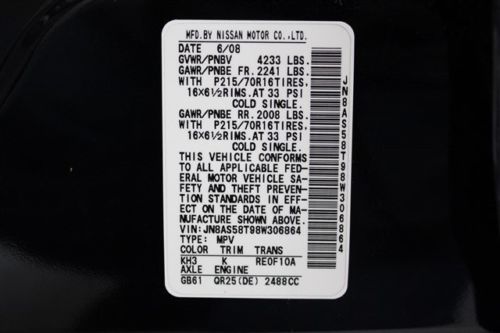 MFD.BY NISSAN MOTOR CO.,LTD.
DATE 6/08
GVWR/PNBV 4233 LBS.
GAWR/PNBE FR.2241 LBS.
WITH P215/70R16TIRES,
16×6½RIMS.AT 33 PSI
COLD SINGLE.
GAWR/PNBE RR.2008 LBS.
WITH P215/70R16TIRES,
16×6½RIMS.AT 33 PSI
COLD SINGLE.
THIS VEHICLE CONFORMS
TO ALL APPLICABLE FED-
ERAL MOTOR VEHICLE SA-
FETY AND THEFT PREVEN-
TION STANDARDS IN EFF-
ECT ON THE DATE OF MA-
NUFACTURE SHOWN ABOVE.
VIN:JN8AS58T98W306864
TYPE: MPV
COLOR TRIM TRANS
KH3 K RE0F10A
AXLE ENGINE
GB61 QR25(DE) 2488CC
JN8AS58T98W306864